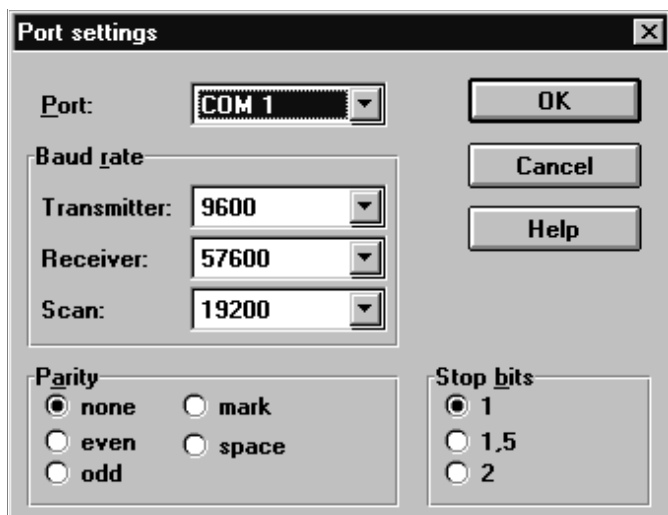 Port settings
Port:
COM 1
OK
Baud rate
Cancel
Transmitter:
9600
Help
Receiver:
57600
Scan:
19200
Parity
none
mark
even
space
odd
Stop bits
1
1,5
2